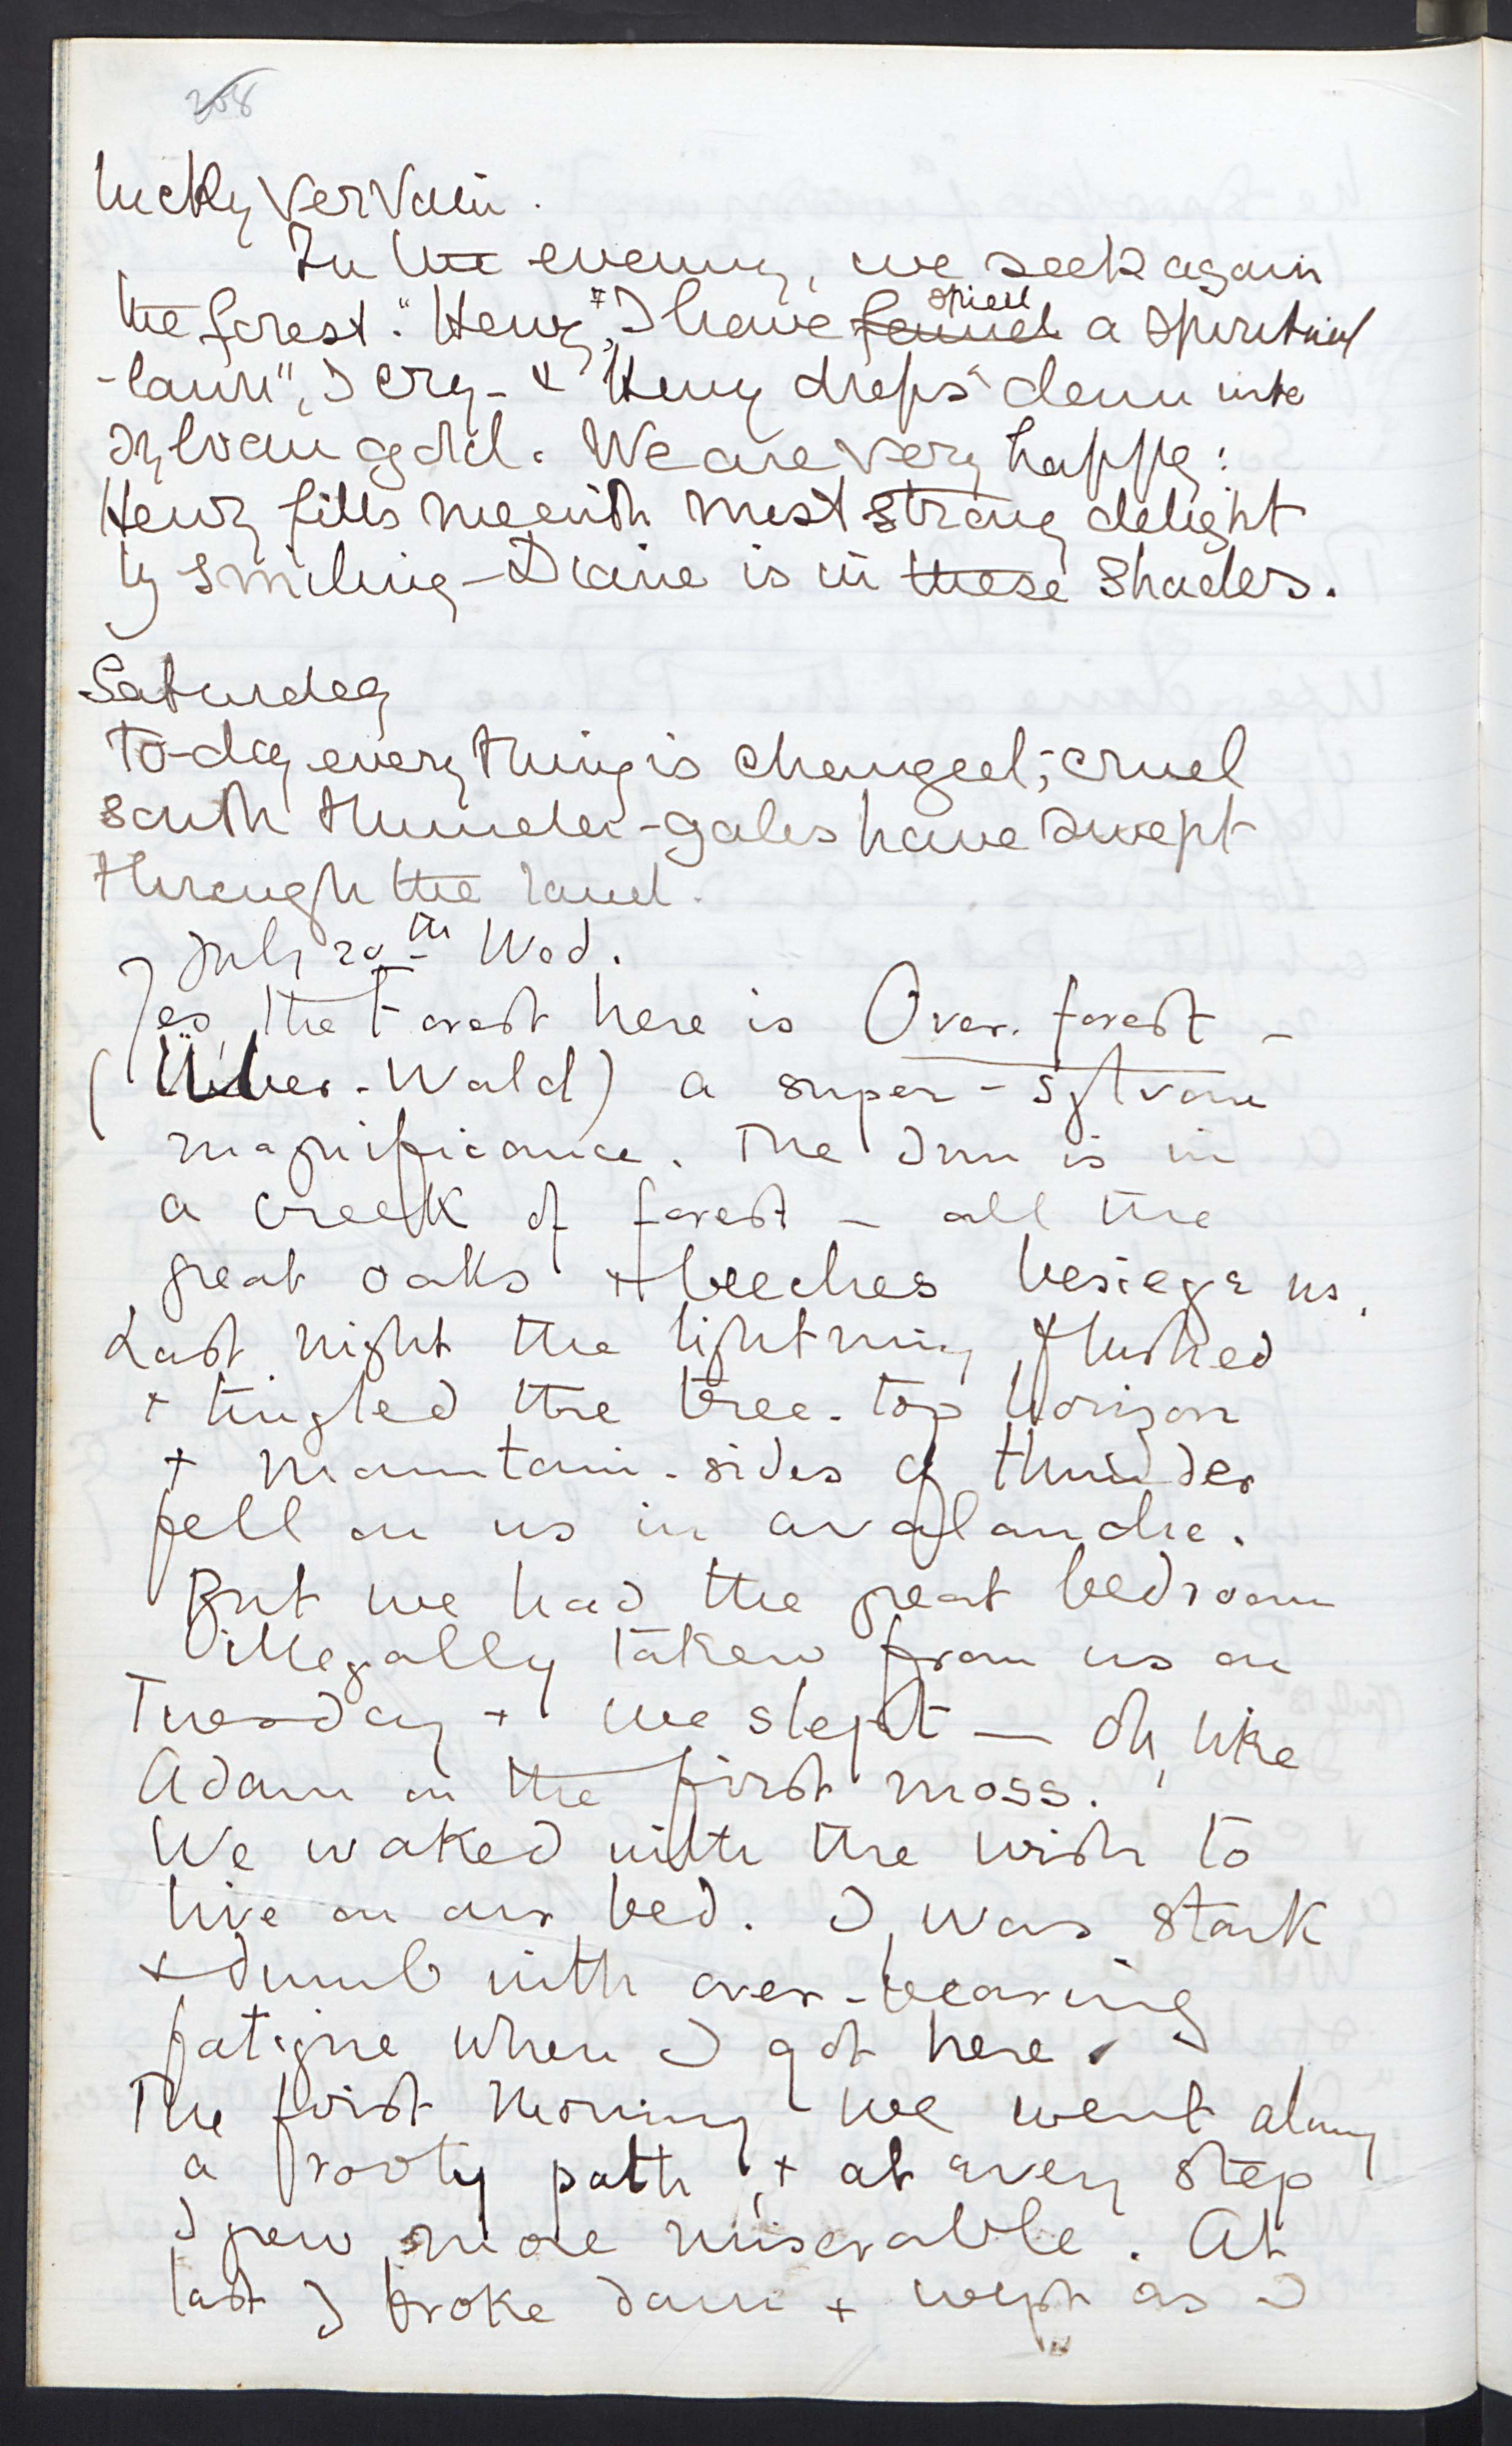 208
lucky Vervain.
In the evening, we seek again
the forest. "Henry", I have found spied a spiritual
-lawn", I cry - & Henry drops down into
sylvan gold. We are very happy:
Henry fills me with most strong delight
by smiling - Diane is in these shades.
Saturday
To-day everything is changed; cruel
south thunder-gales have swept
through the land.
July 20th Wed.
Yes, the Forest here is Over-forest -
(Über-Wald) a super-sylvan
magnificance. The Inn is in
a creek of forest - all the
great oaks + beeches besiege us.
Last night the lightning flushed
+ tingled the tree-top horizon
+ mountain-sides of thunder
fell on us in avalanche.
But we had the great bedroom
illegally taken from us on
Tuesday + we slept — Oh, like
Adam on the first moss.
We waked with the wish to
live on our bed. I was stark
+ dumb with over-bearing
fatigue when I got here.
The first morning we went along
a rooty path, + at every step
I grew more miserable. At
last I broke down + wept as I